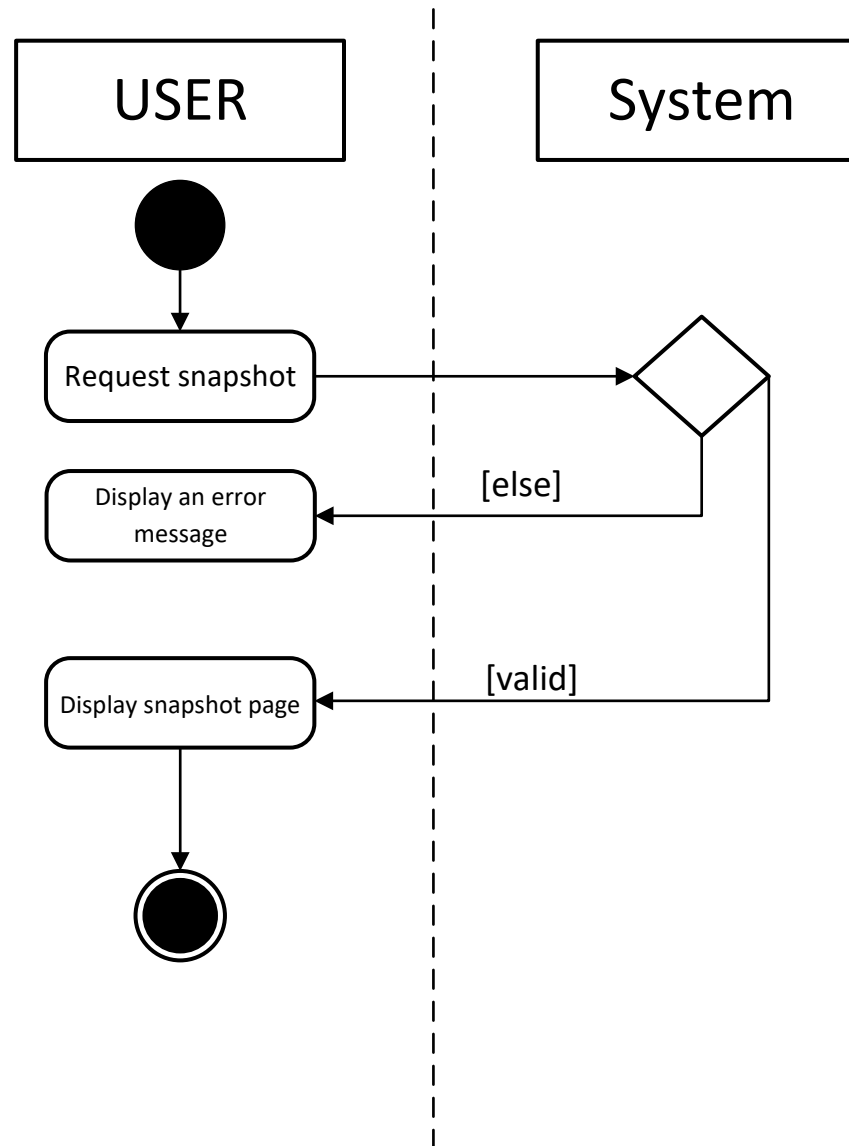 USER
System
Request snapshot
[else]
Display an error
message
[valid]
Display snapshot page